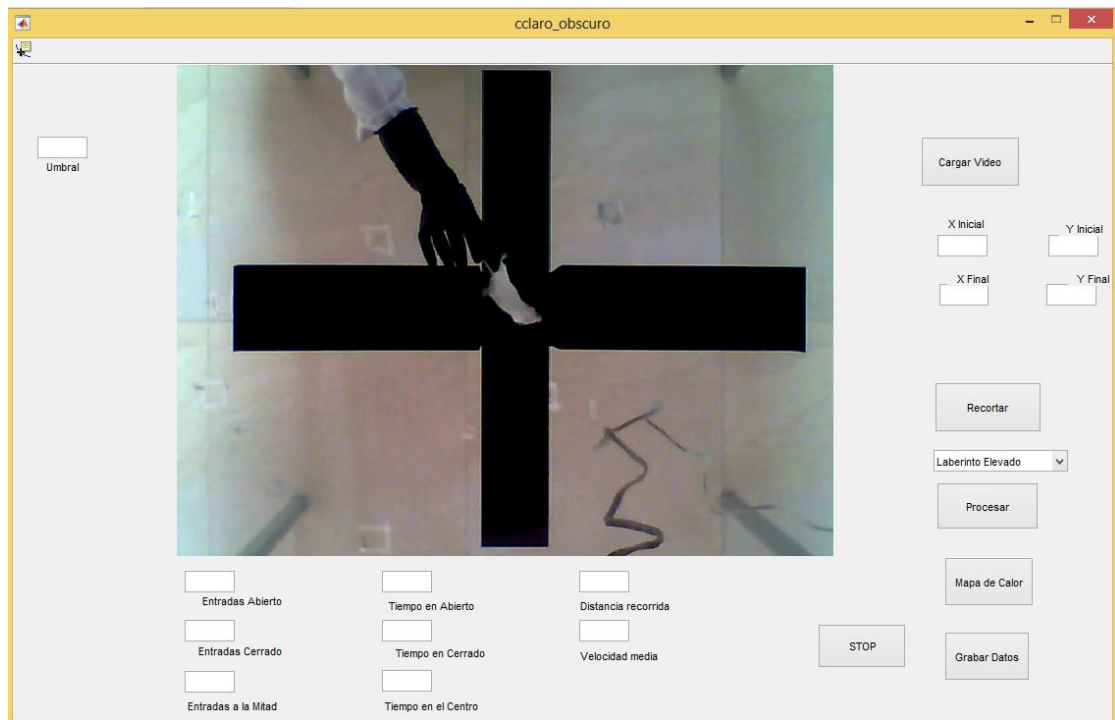 cclaro_obscuro
Umbral
Cargar Video
X Inicial
Y Inicial
X Final
Y Final
Recortar
Laberinto Elevado
Procesar
Mapa de Calor
Entradas Abierto
Tiempo en Abierto
Distancia recorrida
STOP
Grabar Datos
Entradas Cerrado
Tiempo en Cerrado
Velocidad media
Entradas a la Mitad
Tiempo en el Centro